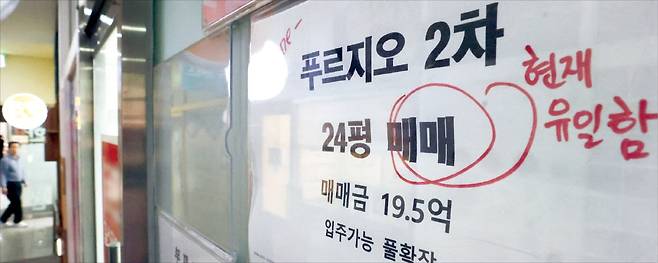 푸르지오 2차
현재
유일함
24평 매매
매매금 19.5억
입주가능 풀확장